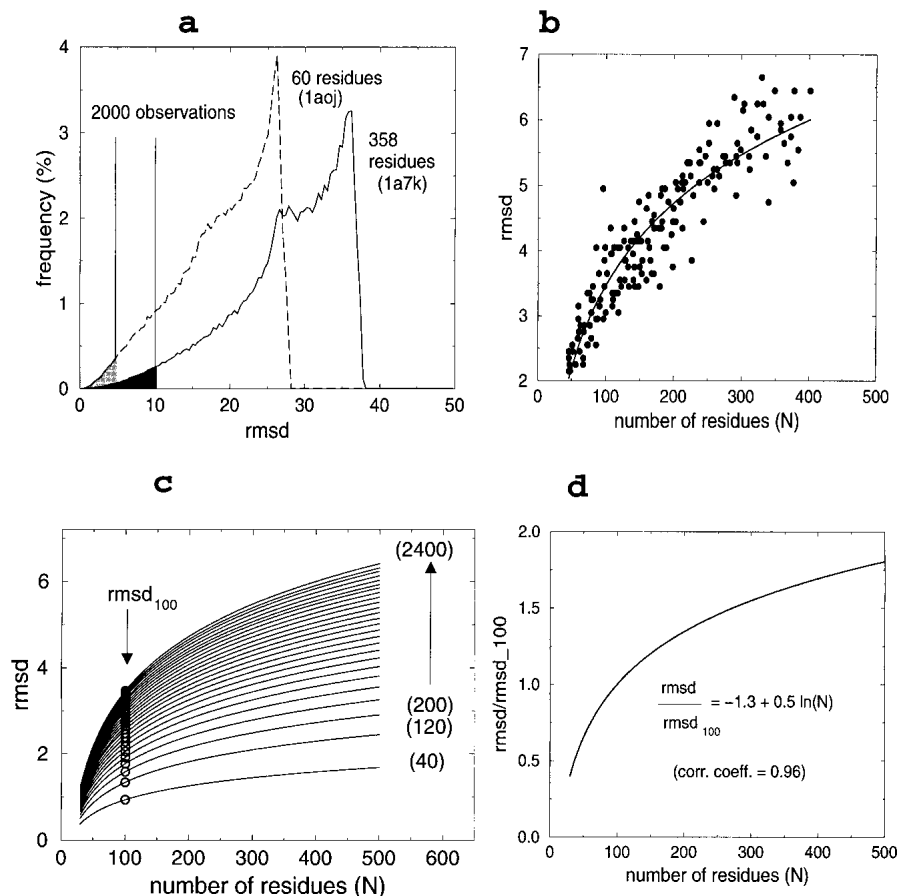 a
4
3
2
1
0
frequency (%)
2000 observations
60 residues
(1aoj)
358
residues
(1a7k)
0 10 20 30 40 50
rmsd
b
7
6
5
4
3
2
rmsd
0 100 200 300 400 500
number of residues (N)
c
6
4
2
0
rmsd
rmsd 100
(2400)
(200)
(120)
(40)
0 100 200 300 400 500 600
number of residues (N)
d
2.0
1.5
1.0
0.5
0.0
rmsd/rmsd_100
rmsd
rmsd 100
= −1.3 + 0.5 ln(N)
(corr. coeff. = 0.96)
0 100 200 300 400 500
number of residues (N)